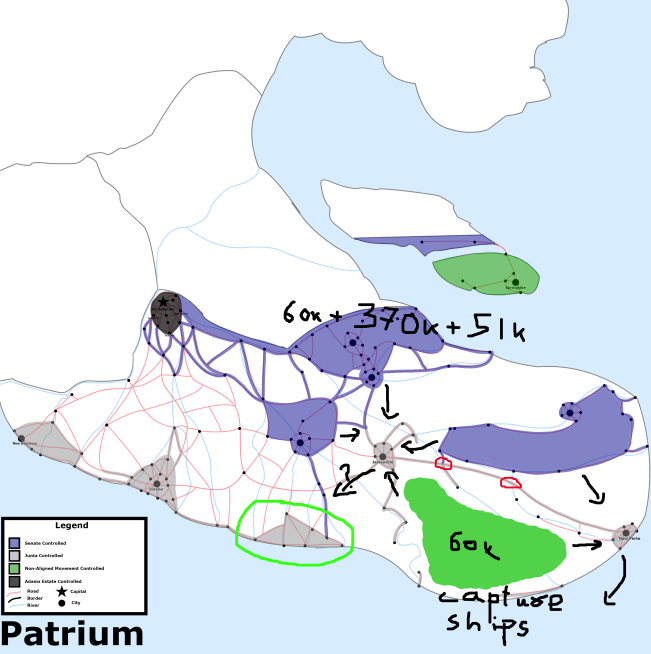 60k + 370k + 51k
?
60k
capture
ships
Legend
Senate Controlled
Junta Controlled
Non-Aligned Movement Controlled
Adams Estate Controlled
Road
Border
River
Capital
City
Patrium